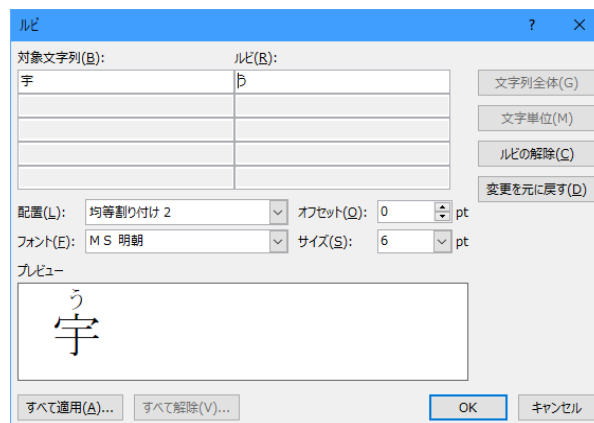 ルビ ? ×
対象文字列(B): ルビ(R):
宇 う
文字列全体(G)
文字単位(M)
ルビの解除(C)
変更を元に戻す(D)
配置(L): 均等割り付け 2 オフセット(O): 0 pt
フォント(F): ＭＳ 明朝 サイズ(S): 6 pt
プレビュー
う
宇
すべて適用(A)... すべて解除(V)... OK キャンセル